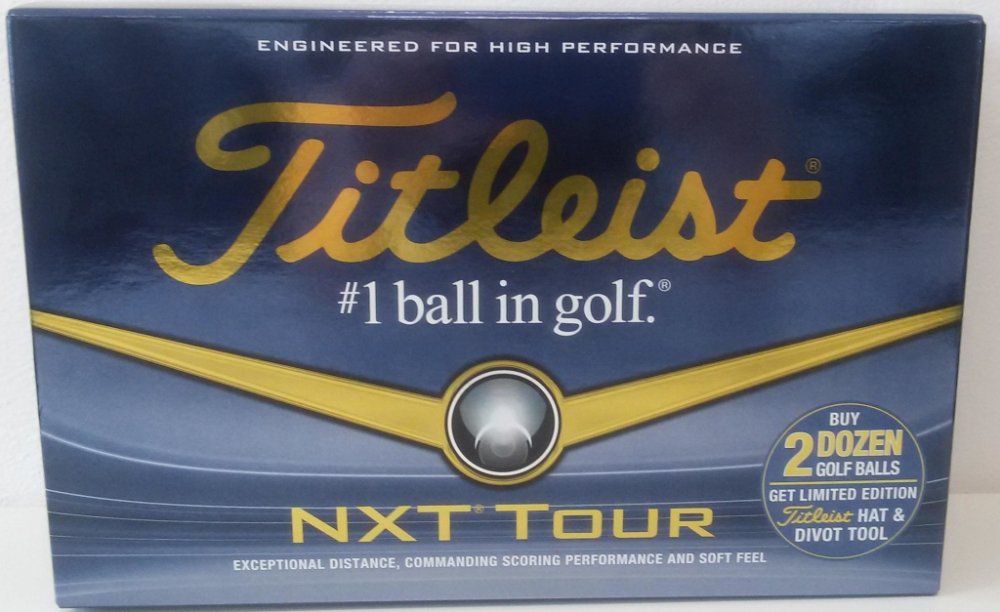 ENGINEERED FOR HIGH PERFORMANCE
Titleist®
#1 ball in golf.®
BUY
2 DOZEN
GOLF BALLS
GET LIMITED EDITION
Titleist HAT &
DIVOT TOOL
NXT® TOUR
EXCEPTIONAL DISTANCE, COMMANDING SCORING PERFORMANCE AND SOFT FEEL